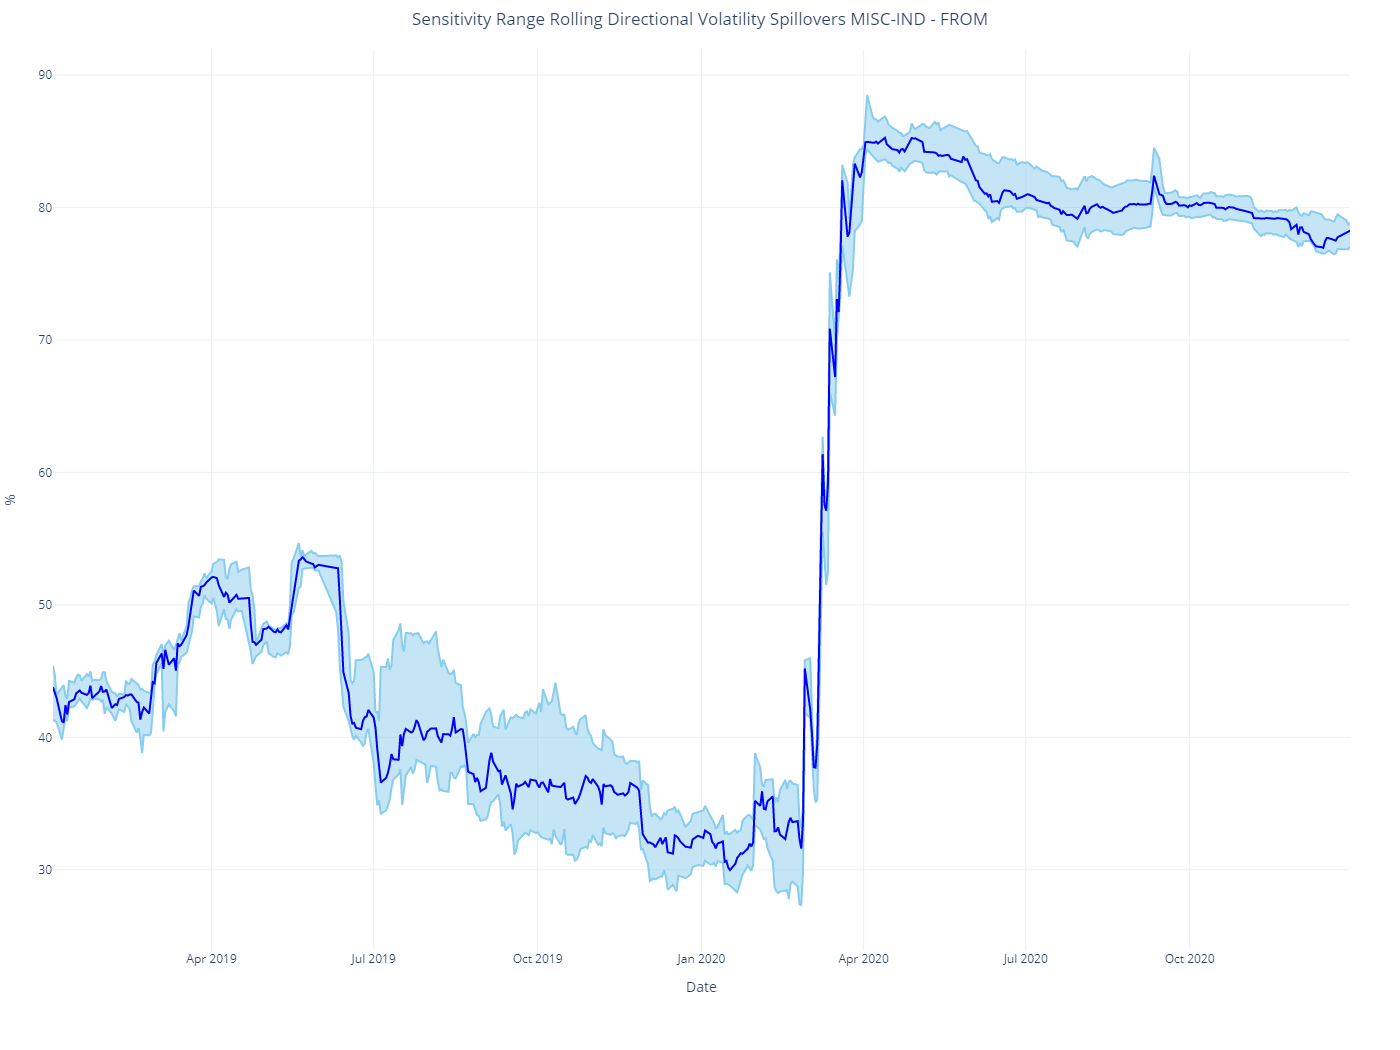 Sensitivity Range Rolling Directional Volatility Spillovers MISC-IND - FROM
90
80
70
60
50
40
30
%
Apr 2019
Jul 2019
Oct 2019
Jan 2020
Apr 2020
Jul 2020
Oct 2020
Date